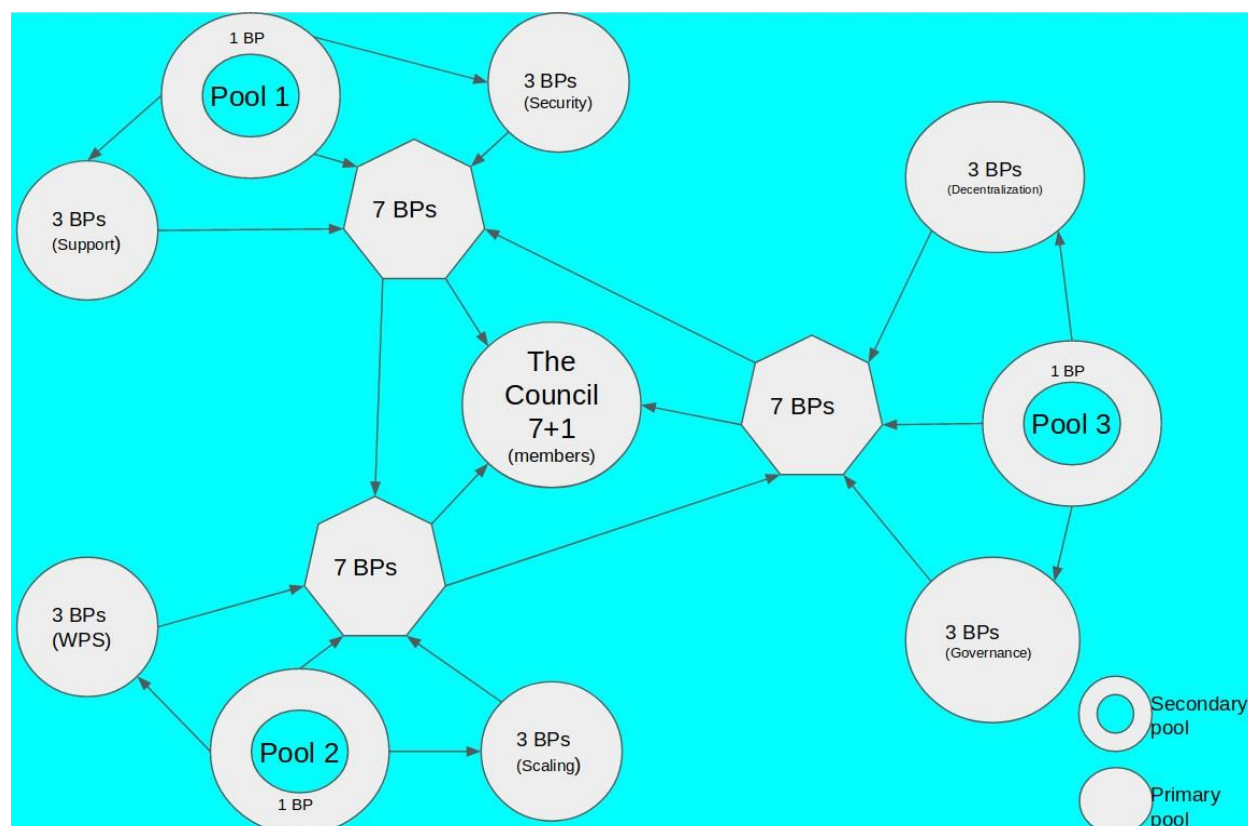 1 BP
Pool 1
3 BPs
(Security)
3 BPs
(Support)
7 BPs
3 BPs
(Decentralization)
The
Council
7+1
(members)
7 BPs
1 BP
Pool 3
7 BPs
3 BPs
(WPS)
3 BPs
(Governance)
Pool 2
1 BP
3 BPs
(Scaling)
Secondary
pool
Primary
pool